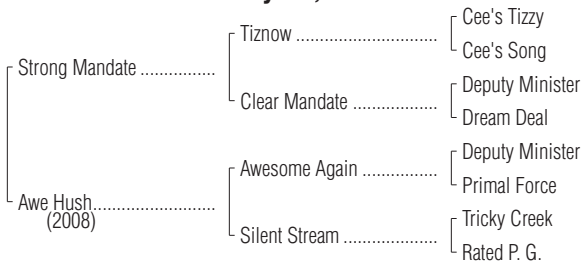 Cee's Tizzy
Tiznow
Cee's Song
Strong Mandate
Deputy Minister
Clear Mandate
Dream Deal
Deputy Minister
Awesome Again
Primal Force
Awe Hush
(2008)
Tricky Creek
Silent Stream
Rated P. G.